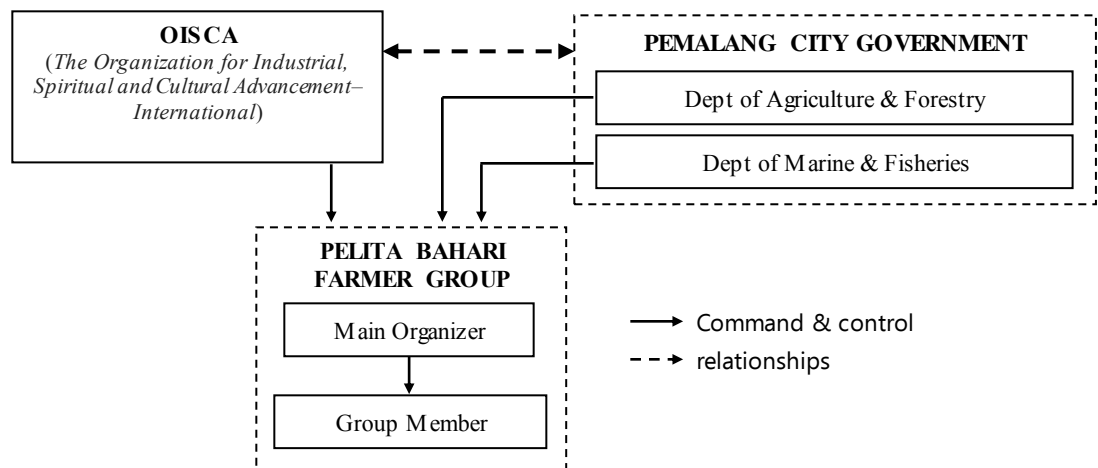 OISCA
(The Organization for Industrial,
Spiritual and Cultural Advancement–
International)
PEMALANG CITY GOVERNMENT
Dept of Agriculture & Forestry
Dept of Marine & Fisheries
PELITA BAHARI
FARMER GROUP
Main Organizer
Group Member
Command & control
relationships